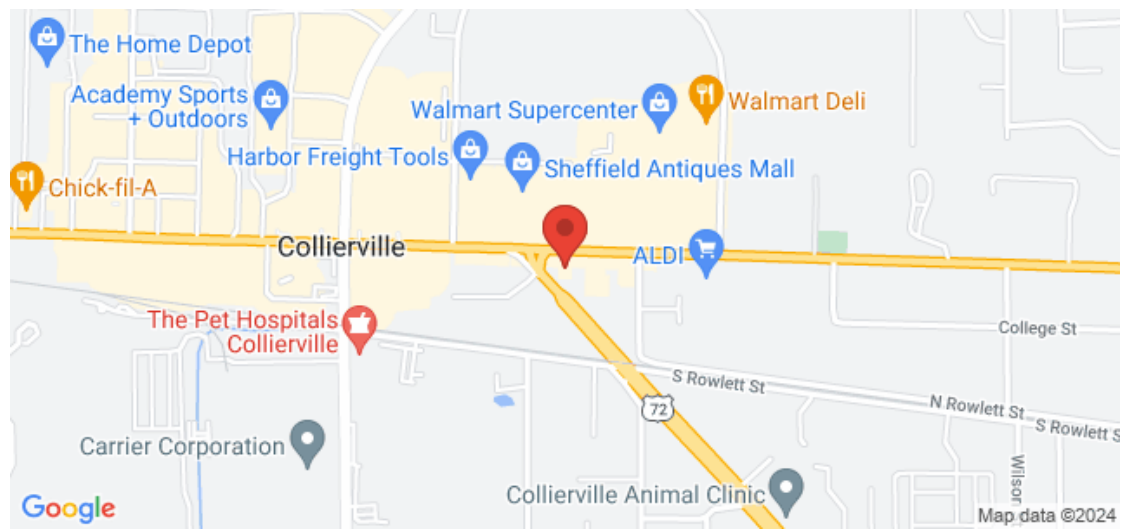 The Home Depot
Academy Sports
+ Outdoors
Walmart Supercenter
Walmart Deli
Harbor Freight Tools
Sheffield Antiques Mall
Chick-fil-A
Collierville
ALDI
The Pet Hospitals
Collierville
College St
S Rowlett St
72
N Rowlett St
S Rowlett S
Carrier Corporation
Wilson
Collierville Animal Clinic
Google
Map data ©2024